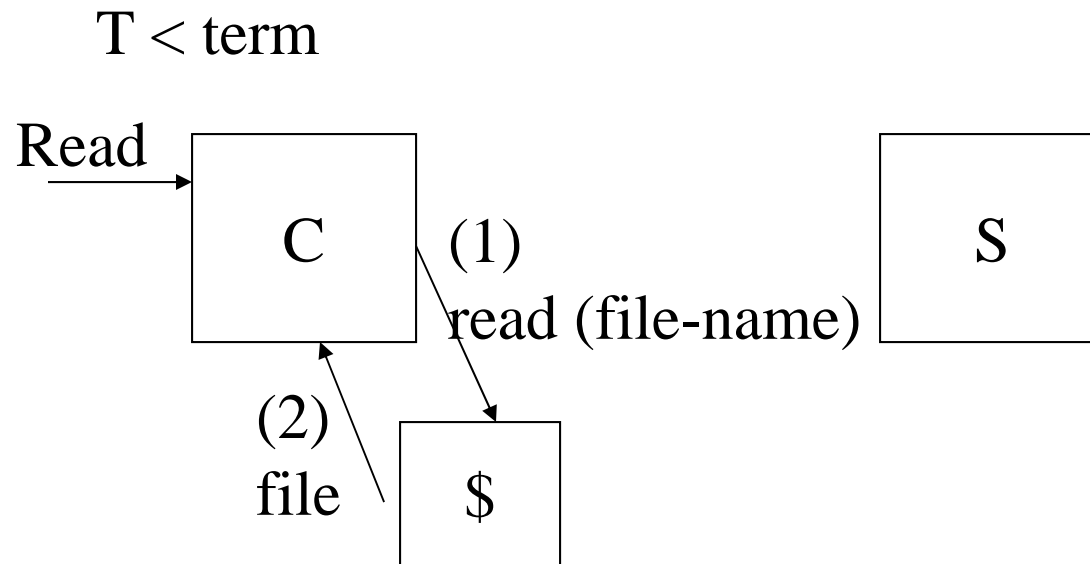 T < term
Read
C
(1)
read (file-name)
S
(2)
file
$